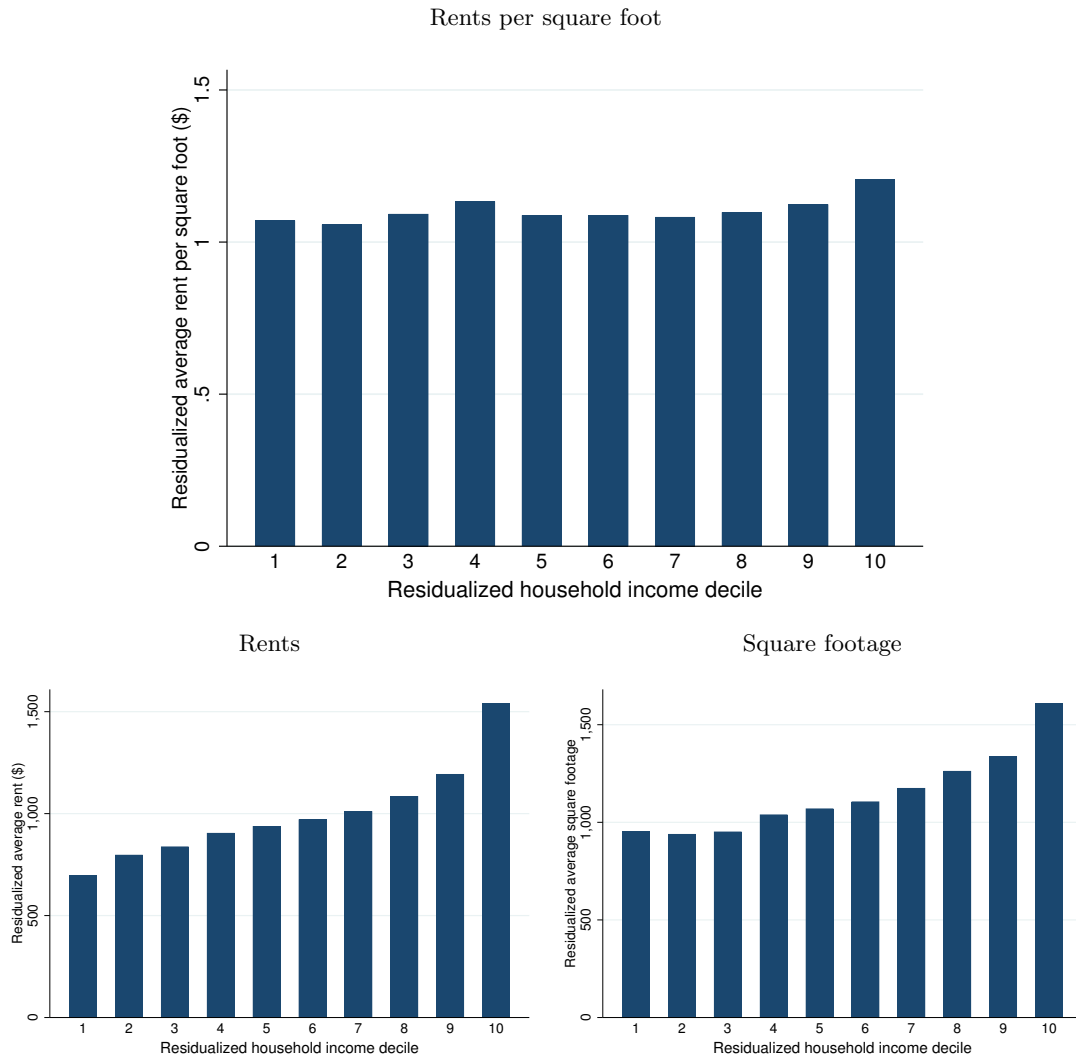 Rents per square foot
Residualized average rent per square foot ($)
1.5
1
.5
0
1 2 3 4 5 6 7 8 9 10
Residualized household income decile
Rents
Residualized average rent ($)
1,500
1,000
500
0
1 2 3 4 5 6 7 8 9 10
Residualized household income decile
Square footage
Residualized average square footage
1,500
1,000
500
0
1 2 3 4 5 6 7 8 9 10
Residualized household income decile